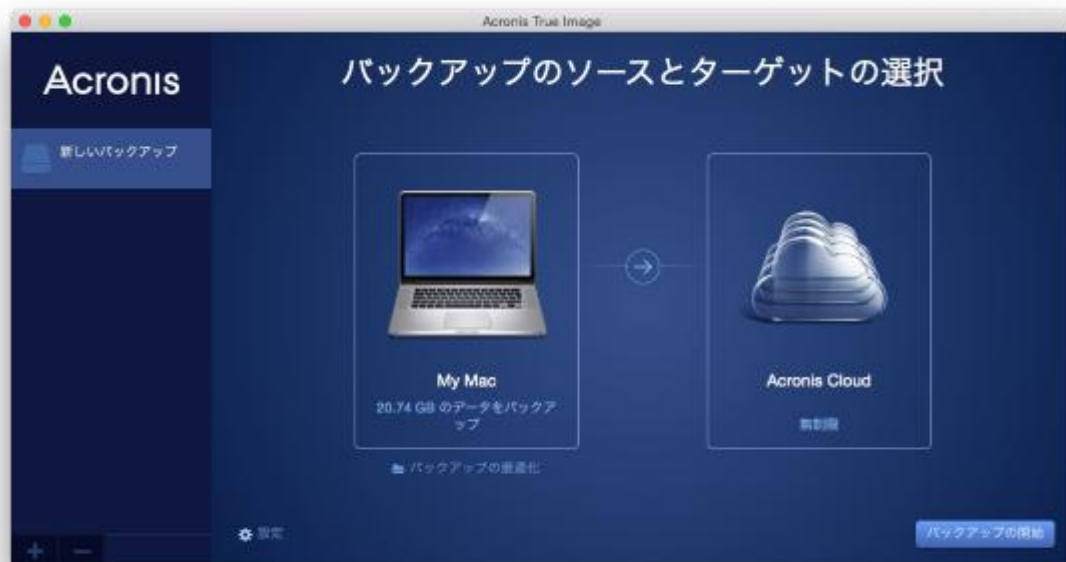 Acronis True Image
Acronis
バックアップのソースとターゲットの選択
新しいバックアップ
My Mac
20.74 GB のデータをバックア
ップ
Acronis Cloud
無制限
バックアップの最適化
設定
バックアップの開始